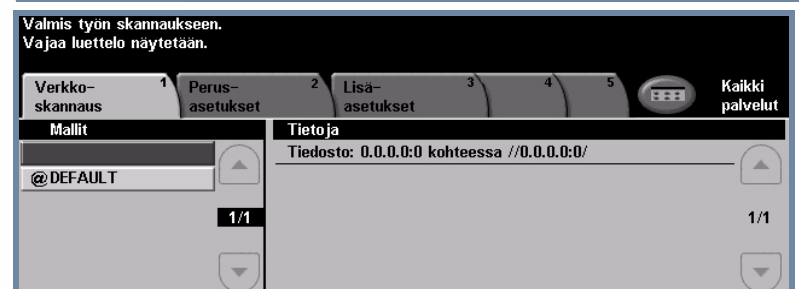 Valmis työn skannaukseen.
Vajaa luettelo näytetään.
Verkko- 1 Perus- 2 Lisä- 3 4 5 Kaikki
skannaus asetukset asetukset palvelut
Mallit Tietoja
Tiedosto: 0.0.0.0:0 kohteessa //0.0.0.0:0/
@DEFAULT
1/1 1/1